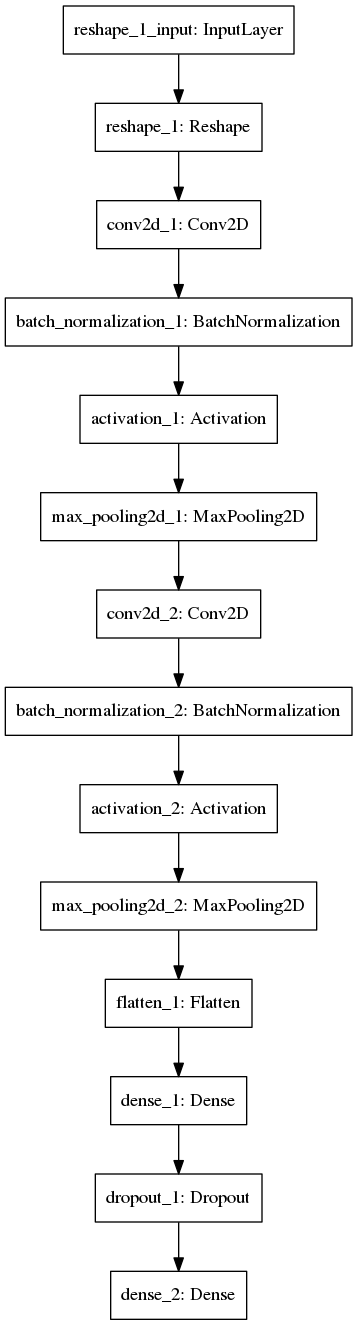 reshape_1_input: InputLayer
reshape_1: Reshape
conv2d_1: Conv2D
batch_normalization_1: BatchNormalization
activation_1: Activation
max_pooling2d_1: MaxPooling2D
conv2d_2: Conv2D
batch_normalization_2: BatchNormalization
activation_2: Activation
max_pooling2d_2: MaxPooling2D
flatten_1: Flatten
dense_1: Dense
dropout_1: Dropout
dense_2: Dense